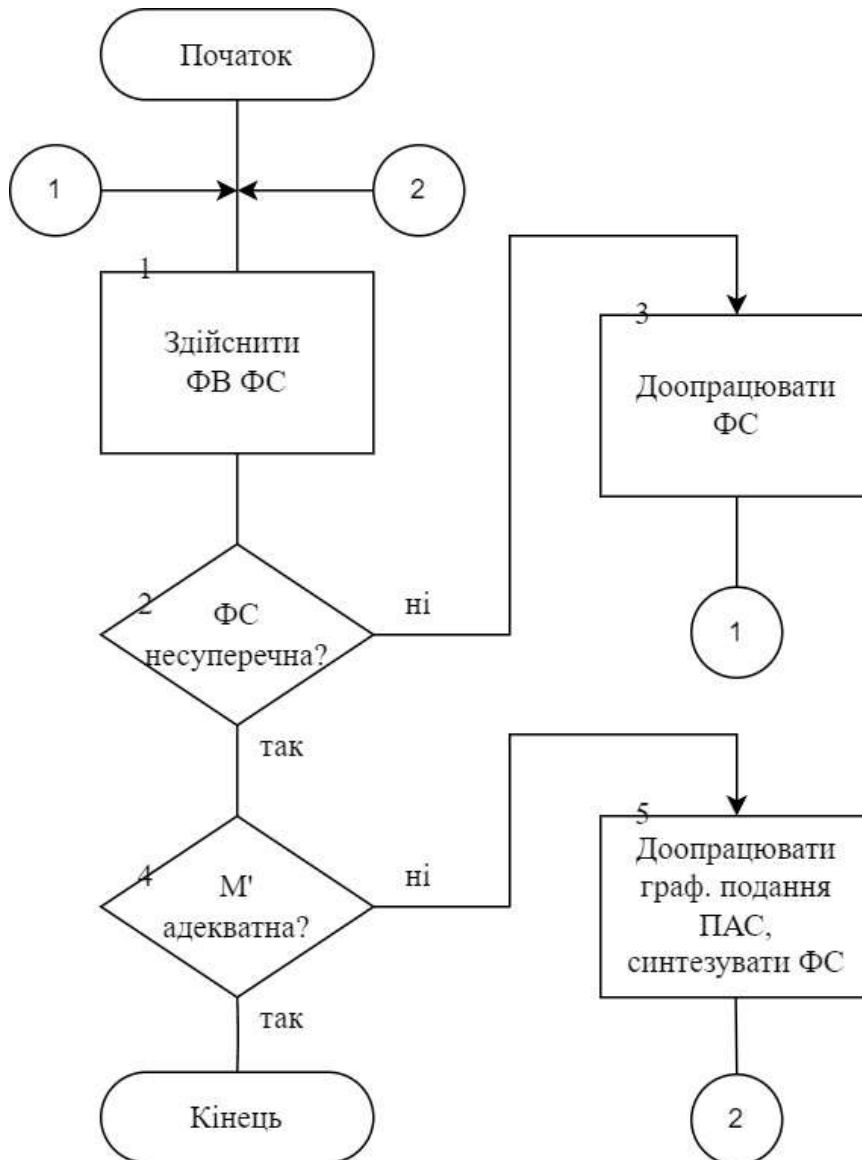 Початок
1
2
1
Здійснити
ФВ ФС
3
Доопрацювати
ФС
2
ФС
несуперечна?
ні
1
так
4
М'
адекватна?
ні
5
Доопрацювати
граф. подання
ПАС,
синтезувати ФС
так
Кінець
2